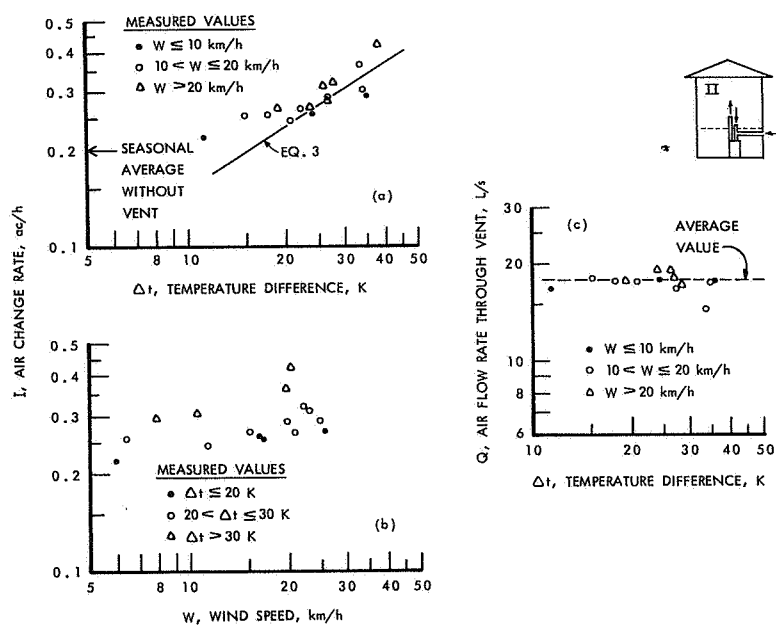 0.5
0.4
0.3
0.2
0.1
MEASURED VALUES
● W ≤ 10 km/h
○ 10 < W ≤ 20 km/h
△ W > 20 km/h
SEASONAL
AVERAGE
WITHOUT
VENT
EQ. 3
(a)
5 8 10 20 30 40 50
Δt, TEMPERATURE DIFFERENCE, K
I, AIR CHANGE RATE, ac/h
0.5
0.4
0.3
0.2
0.1
MEASURED VALUES
● Δt ≤ 20 K
○ 20 < Δt ≤ 30 K
△ Δt > 30 K
(b)
5 8 10 20 30 40 50
W, WIND SPEED, km/h
II
Q, AIR FLOW RATE THROUGH VENT, L/s
30
20
10
8
6
(c)
AVERAGE
VALUE
● W ≤ 10 km/h
○ 10 < W ≤ 20 km/h
△ W > 20 km/h
10 20 30 40 50
Δt, TEMPERATURE DIFFERENCE, K